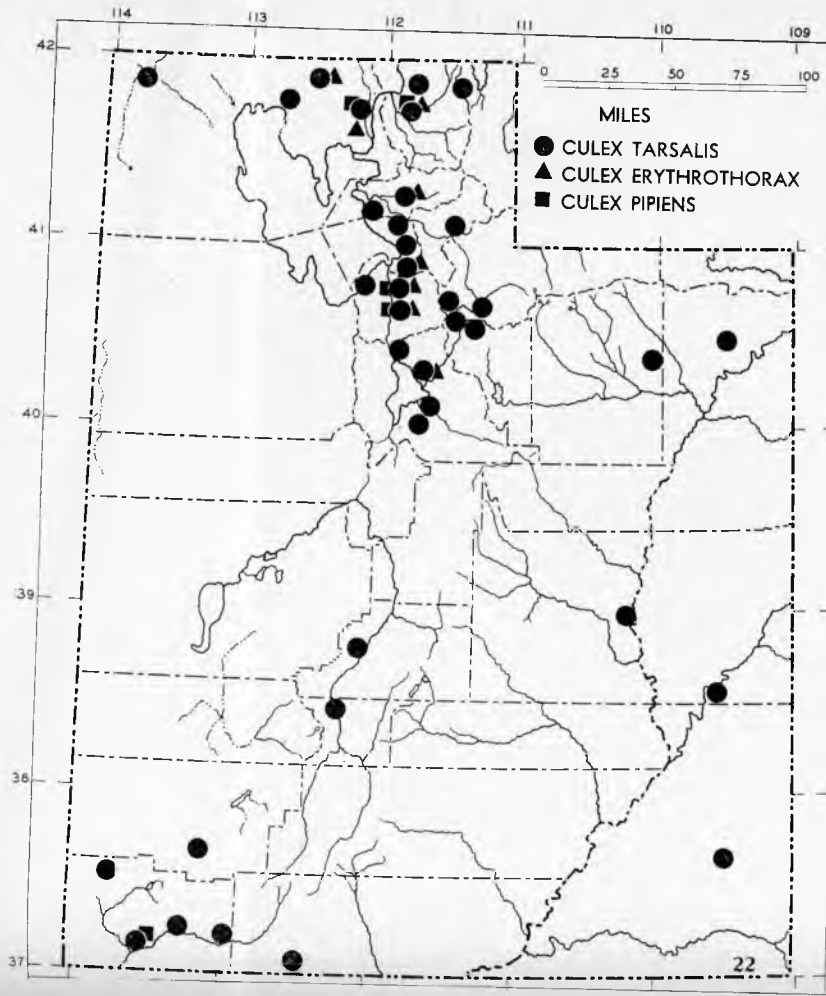 114 113 112 111 110 109
42
0 25 50 75 100
MILES
CULEX TARSALIS
CULEX ERYTHROTHORAX
CULEX PIPIENS
41
40
39
38
37
22